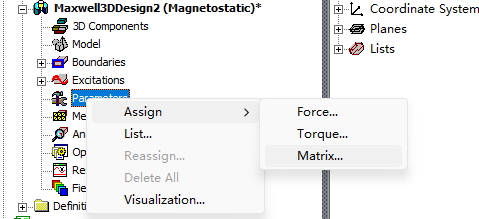 Maxwell3DDesign2 (Magnetostatic)*
3D Components
Model
Boundaries
Excitations
Parameters
Me
An
Op
Re
Fie
Definiti
Assign
List...
Reassign...
Delete All
Visualization...
Force...
Torque...
Matrix...
Coordinate System
Planes
Lists